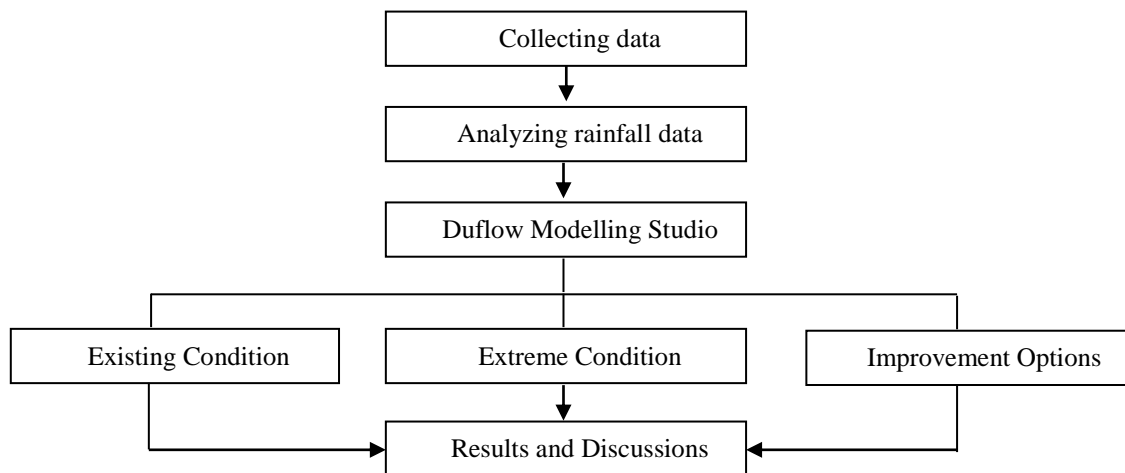 Collecting data
Analyzing rainfall data
Duflow Modelling Studio
Existing Condition
Extreme Condition
Improvement Options
Results and Discussions